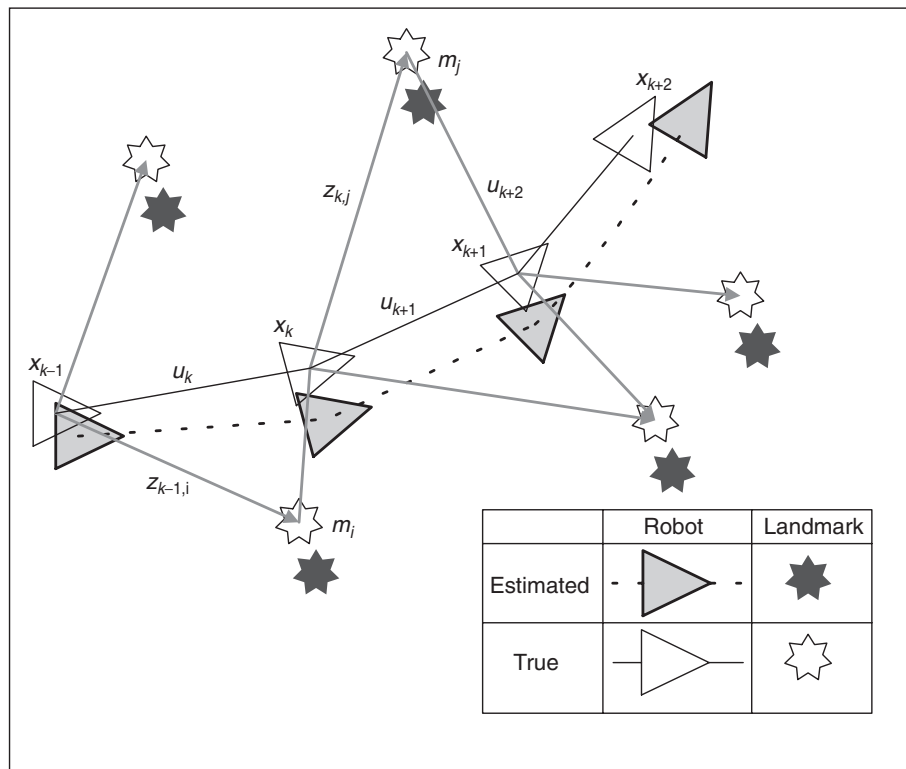 m_j
x_{k+2}
z_{k,j}
u_{k+2}
x_{k+1}
u_{k+1}
x_k
x_{k−1}
u_k
z_{k−1,i}
m_i
Robot Landmark
Estimated
True